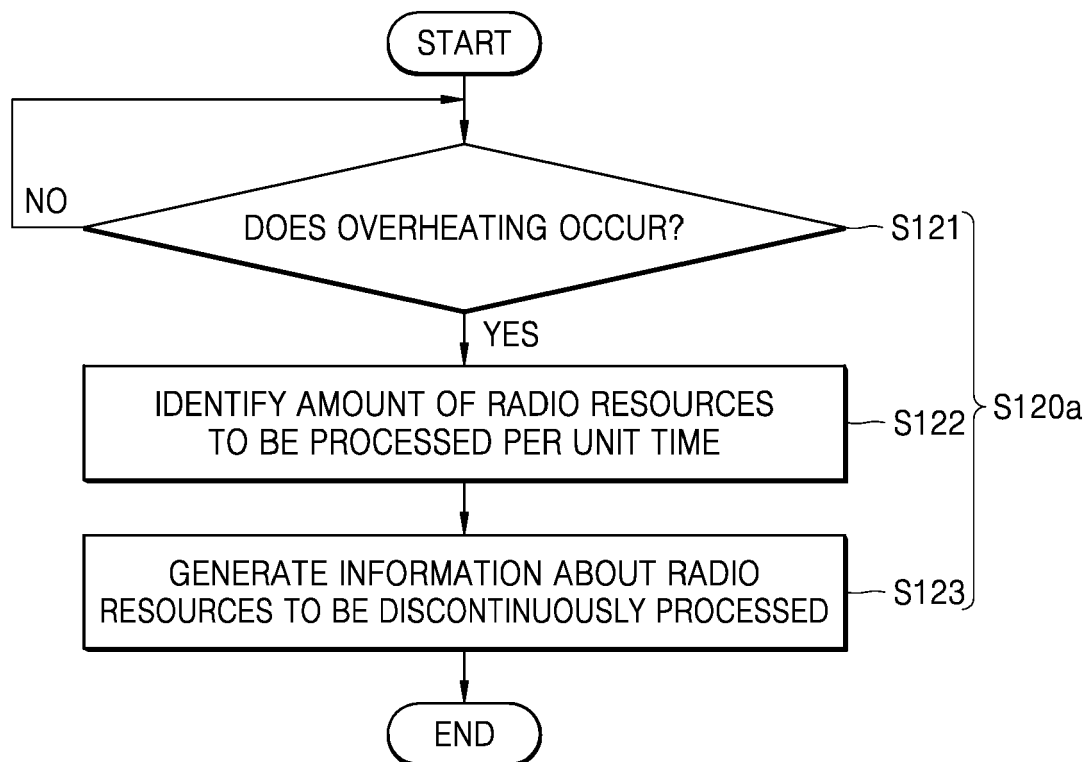 START
NO
DOES OVERHEATING OCCUR?
S121
YES
IDENTIFY AMOUNT OF RADIO RESOURCES
TO BE PROCESSED PER UNIT TIME
S122
S120a
GENERATE INFORMATION ABOUT RADIO
RESOURCES TO BE DISCONTINUOUSLY PROCESSED
S123
END